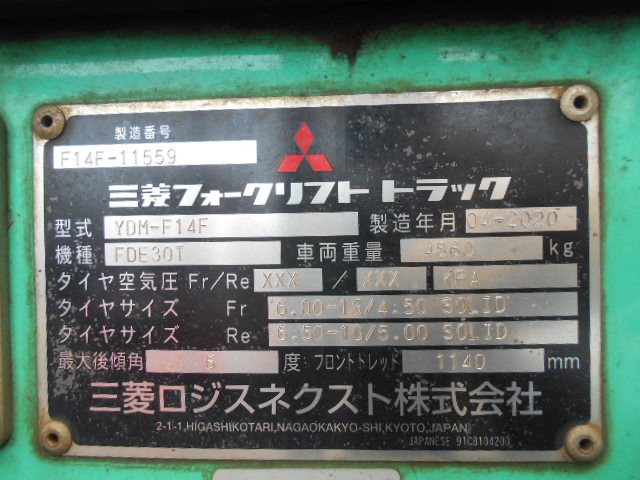 製造番号
F14F-11559
三菱フォークリフト トラック
型式 YDM-F14F 製造年月 04-2020
機種 FDE30T 車両重量 4860 kg
タイヤ空気圧 Fr/Re XXX / XXX KPA
タイヤサイズ Fr 6.00-15/4.50 SOLID
タイヤサイズ Re 6.50-10/5.00 SOLID
最大後傾角 6 度 フロントトレッド 1140 mm
三菱ロジスネクスト株式会社
2-1-1,HIGASHIKOTARI,NAGAOKAKYO-SHI,KYOTO,JAPAN
JAPANESE 91C8104200